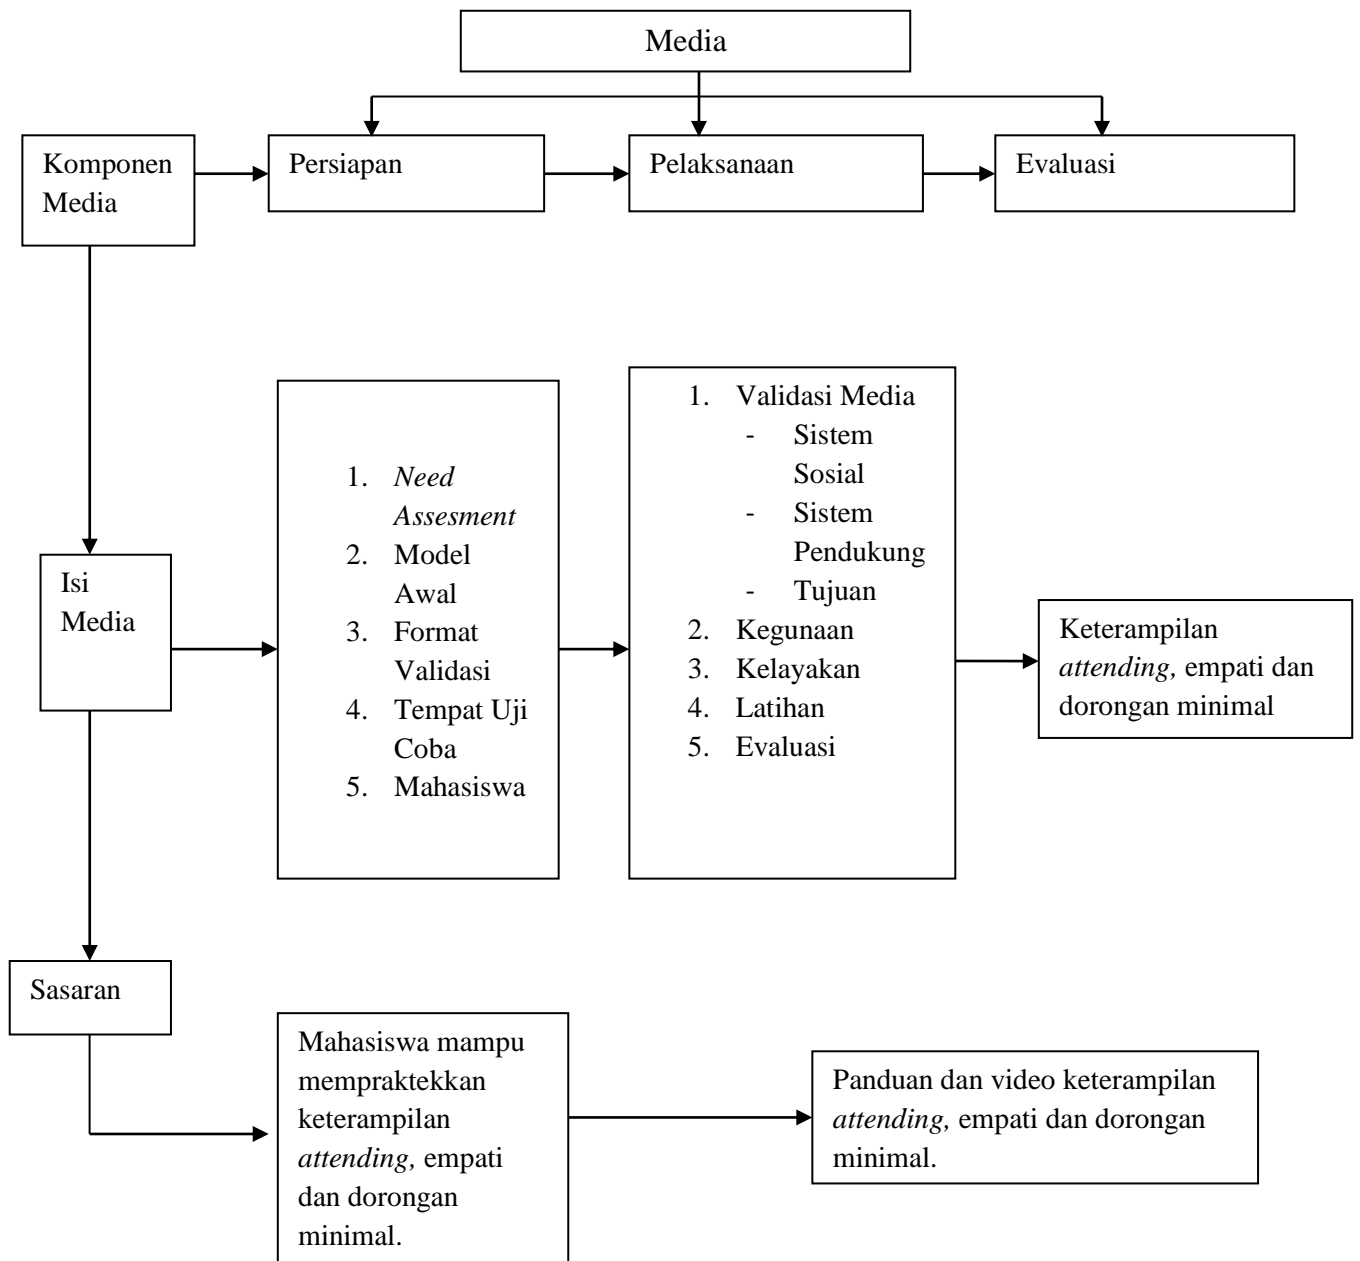 Media
Komponen
Media
Persiapan
Pelaksanaan
Evaluasi
Isi
Media
1. Need
Assesment
2. Model
Awal
3. Format
Validasi
4. Tempat Uji
Coba
5. Mahasiswa
1. Validasi Media
- Sistem
Sosial
- Sistem
Pendukung
- Tujuan
2. Kegunaan
3. Kelayakan
4. Latihan
5. Evaluasi
Keterampilan
attending, empati dan
dorongan minimal
Sasaran
Mahasiswa mampu
mempraktekkan
keterampilan
attending, empati
dan dorongan
minimal.
Panduan dan video keterampilan
attending, empati dan dorongan
minimal.